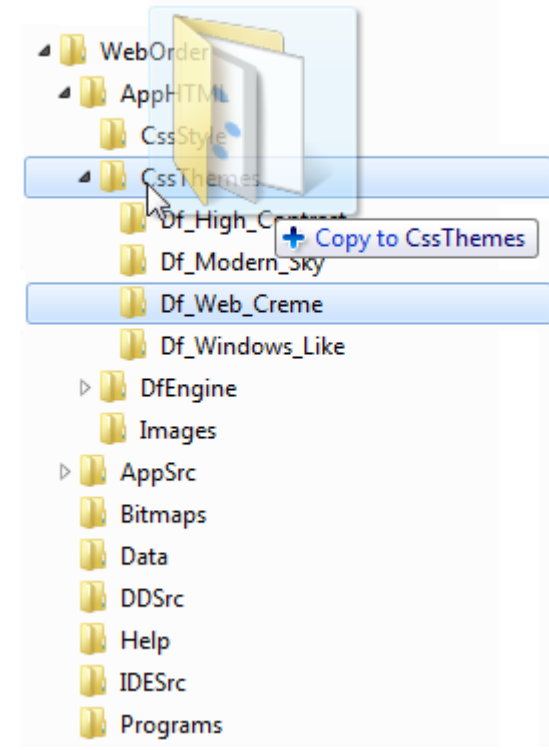 WebOrder
AppHTML
CssStyle
CssThemes
Df_High_Contrast
Copy to CssThemes
Df_Modern_Sky
Df_Web_Creme
Df_Windows_Like
DfEngine
Images
AppSrc
Bitmaps
Data
DDSrc
Help
IDESrc
Programs